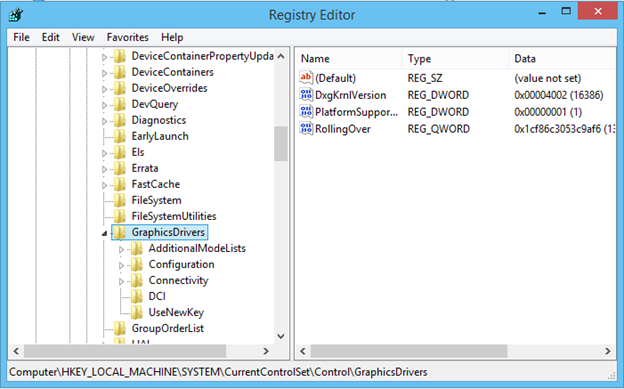 Registry Editor
File Edit View Favorites Help
DeviceContainerPropertyUpda
DeviceContainers
DeviceOverrides
DevQuery
Diagnostics
EarlyLaunch
Els
Errata
FastCache
FileSystem
FileSystemUtilities
GraphicsDrivers
AdditionalModeLists
Configuration
Connectivity
DCI
UseNewKey
GroupOrderList
Name Type Data
(Default) REG_SZ (value not set)
DxgKrnlVersion REG_DWORD 0x00004002 (16386)
PlatformSuppor... REG_DWORD 0x00000001 (1)
RollingOver REG_QWORD 0x1cf86c3053c9af6 (13
Computer\HKEY_LOCAL_MACHINE\SYSTEM\CurrentControlSet\Control\GraphicsDrivers